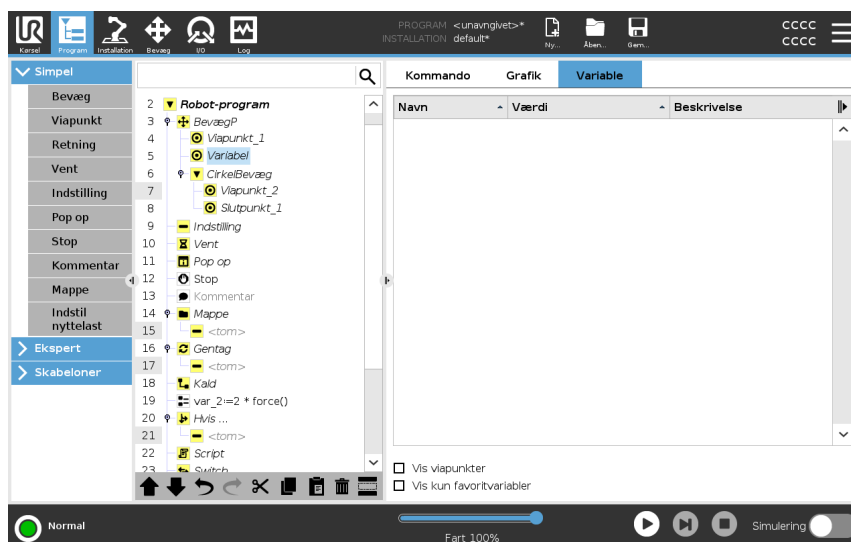 UR
PROGRAM <unavngivet>*
INSTALLATION default*
CCCC
CCCC
Kørsel Program Installation Bevæg I/O Log Ny... Åben... Gem...
Simpel
Bevæg
Viapunkt
Retning
Vent
Indstilling
Pop op
Stop
Kommentar
Mappe
Indstil
nyttelast
Ekspert
Skabeloner
2 Robot-program
3 BevægP
4 Viapunkt_1
5 Variabel
6 CirkelBevæg
7 Viapunkt_2
8 Slutpunkt_1
9 Indstilling
10 Vent
11 Pop op
12 Stop
13 Kommentar
14 Mappe
15 <tom>
16 Gentag
17 <tom>
18 Kald
19 var_2:=2 * force()
20 Hvis ...
21 <tom>
22 Script
23 Switch
Kommando Grafik Variable
Navn Værdi Beskrivelse
Vis viapunkter
Vis kun favoritvariabler
Normal
Fart 100%
Simulering